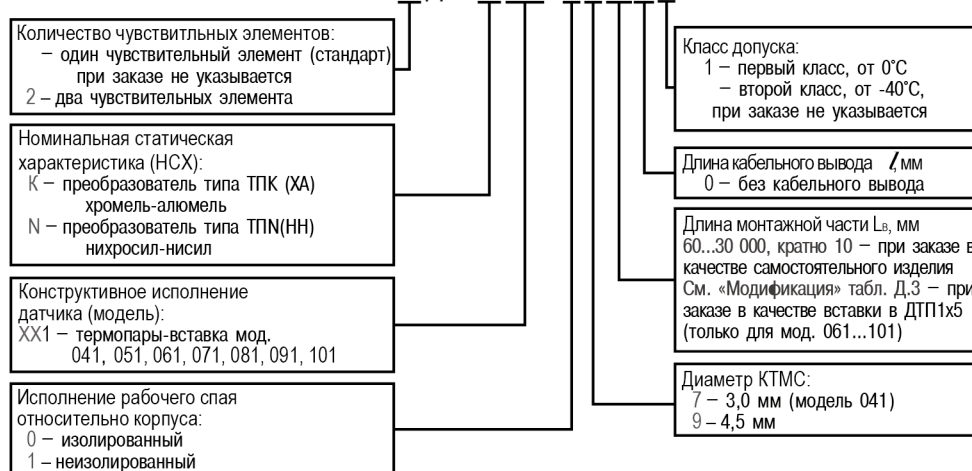 Количество чувствитльных элементов:
– один чувствительный элемент (стандарт)
при заказе не указывается
2 – два чувствительных элемента
Номинальная статическая
характеристика (НСХ):
К – преобразователь типа ТПК (ХА)
хромель-алюмель
N – преобразователь типа ТПN(НН)
нихросил-нисил
Конструктивное исполнение
датчика (модель):
ХХ1 – термопары-вставка мод.
041, 051, 061, 071, 081, 091, 101
Исполнение рабочего спая
относительно корпуса:
0 – изолированный
1 – неизолированный
Класс допуска:
1 – первый класс, от 0°С
– второй класс, от -40°С,
при заказе не указывается
Длина кабельного вывода l, мм
0 – без кабельного вывода
Длина монтажной части Lв, мм
60...30 000, кратно 10 – при заказе в
качестве самостоятельного изделия
См. «Модификация» табл. Д.3 – при
заказе в качестве вставки в ДТП1х5
(только для мод. 061...101)
Диаметр КТМС:
7 – 3,0 мм (модель 041)
9 – 4,5 мм